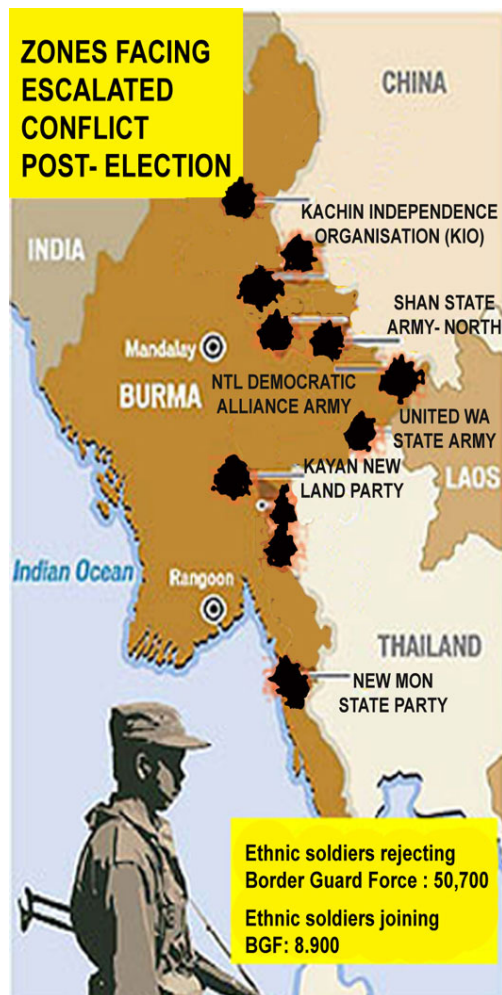 ZONES FACING
ESCALATED
CONFLICT
POST- ELECTION
CHINA
KACHIN INDEPENDENCE
ORGANISATION (KIO)
INDIA
SHAN STATE
ARMY- NORTH
Mandalay
NTL DEMOCRATIC
ALLIANCE ARMY
BURMA
UNITED WA
STATE ARMY
KAYAN NEW
LAND PARTY
LAOS
Indian Ocean
Rangoon
THAILAND
NEW MON
STATE PARTY
Ethnic soldiers rejecting
Border Guard Force : 50,700
Ethnic soldiers joining
BGF: 8.900